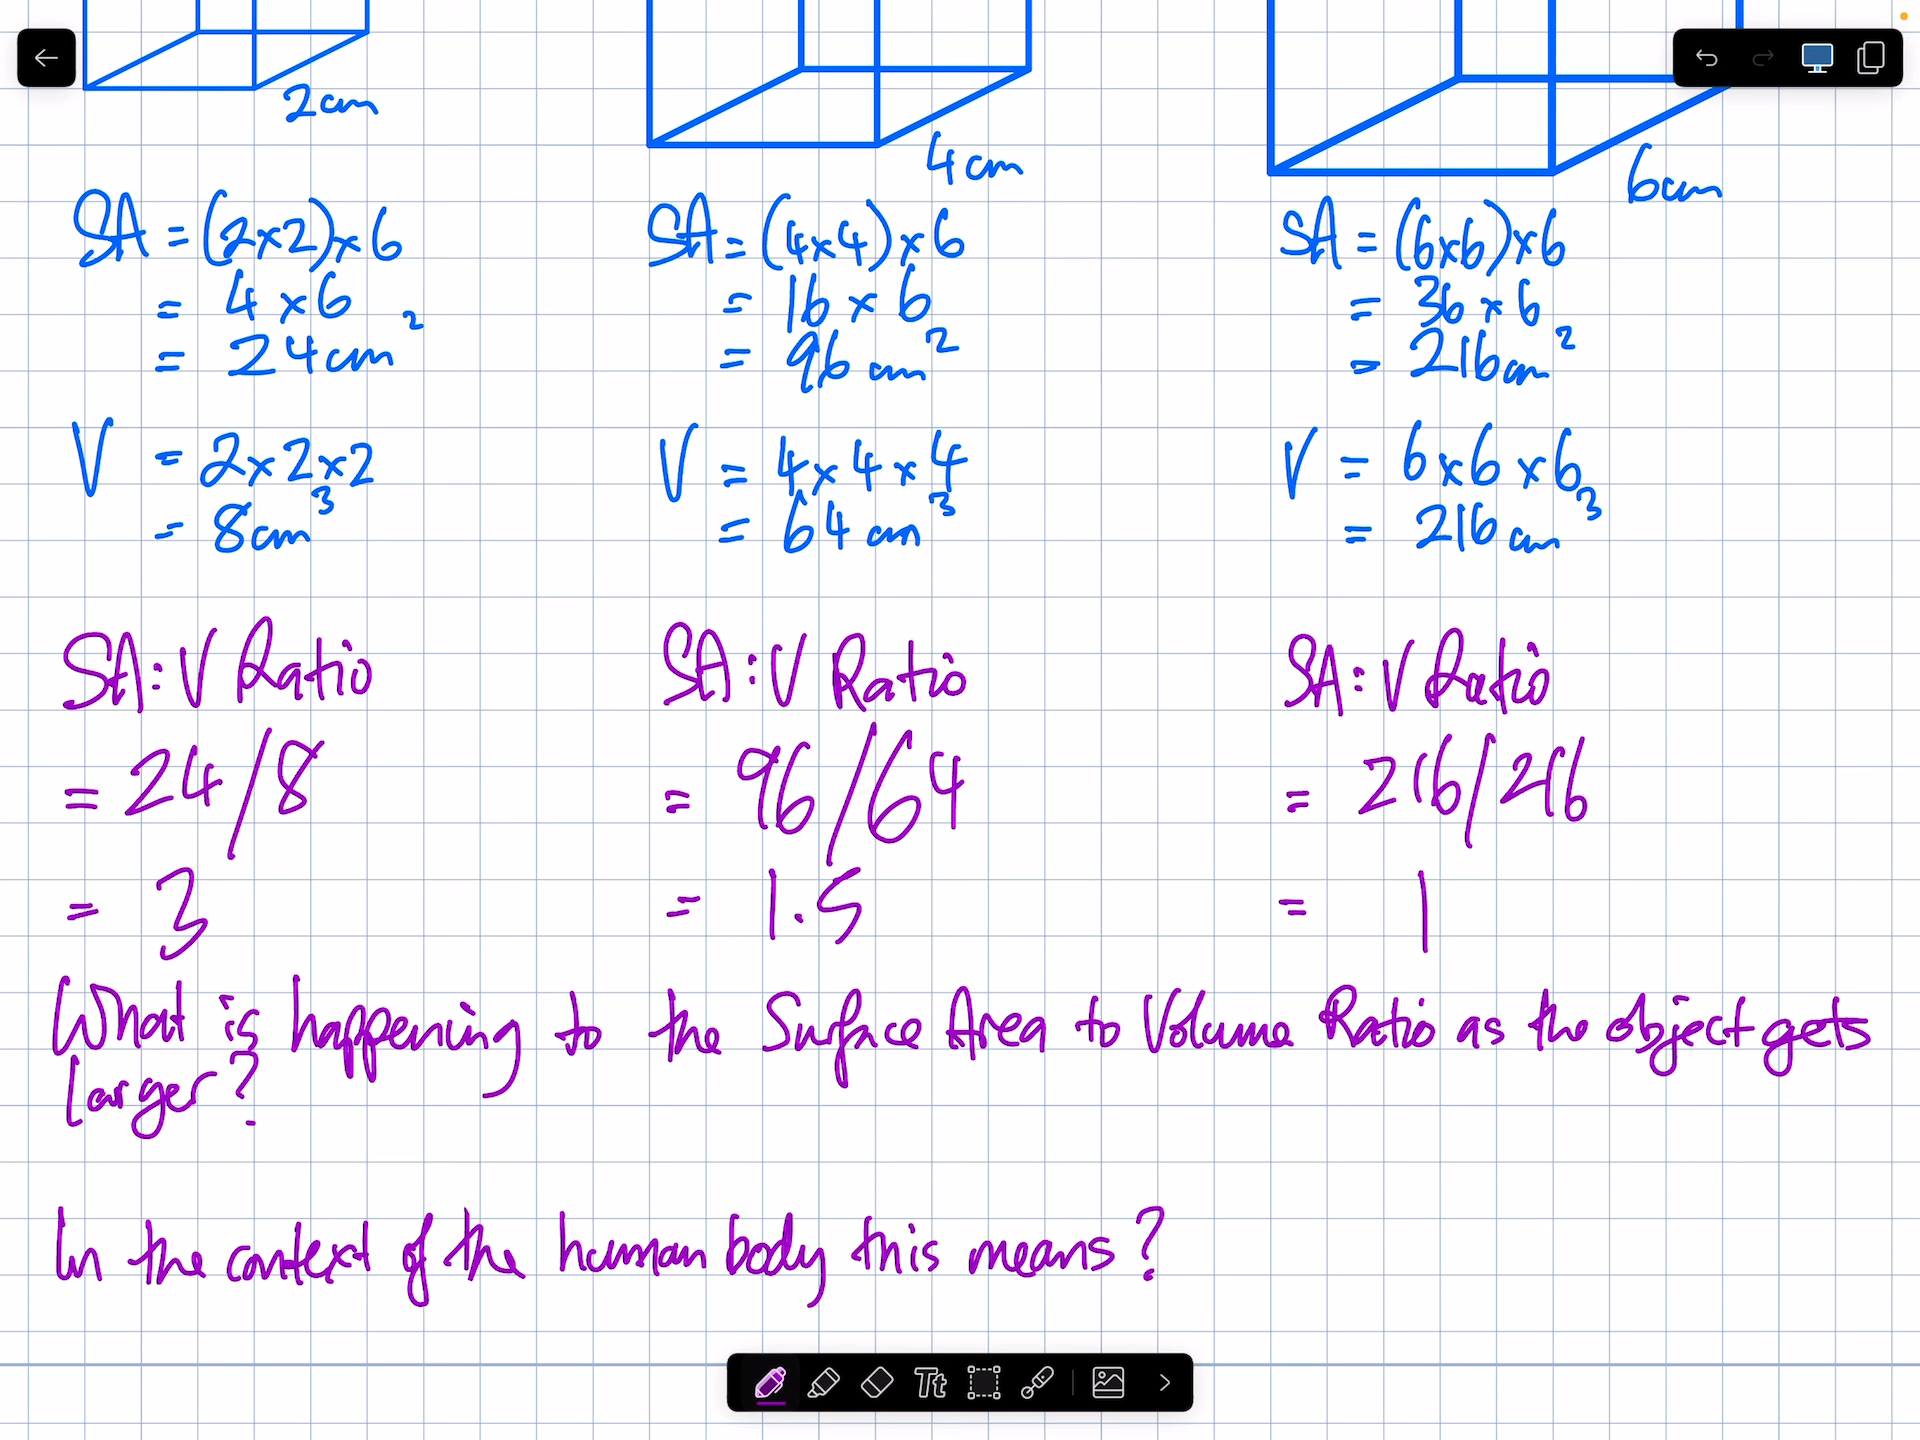 2cm
4cm
6cm
SA = (2×2)×6
= 4 × 6
= 24cm²
V = 2×2×2
= 8cm³
SA = (4×4)×6
= 16 × 6
= 96 cm²
V = 4×4×4
= 64 cm³
SA = (6×6)×6
= 36 × 6
= 216cm²
V = 6×6×6
= 216 cm³
SA:V Ratio
= 24/8
= 3
SA:V Ratio
= 96/64
= 1.5
SA:V Ratio
= 216/216
= 1
What is happening to the Surface Area to Volume Ratio as the object gets
larger?
In the context of the human body this means?
Tt